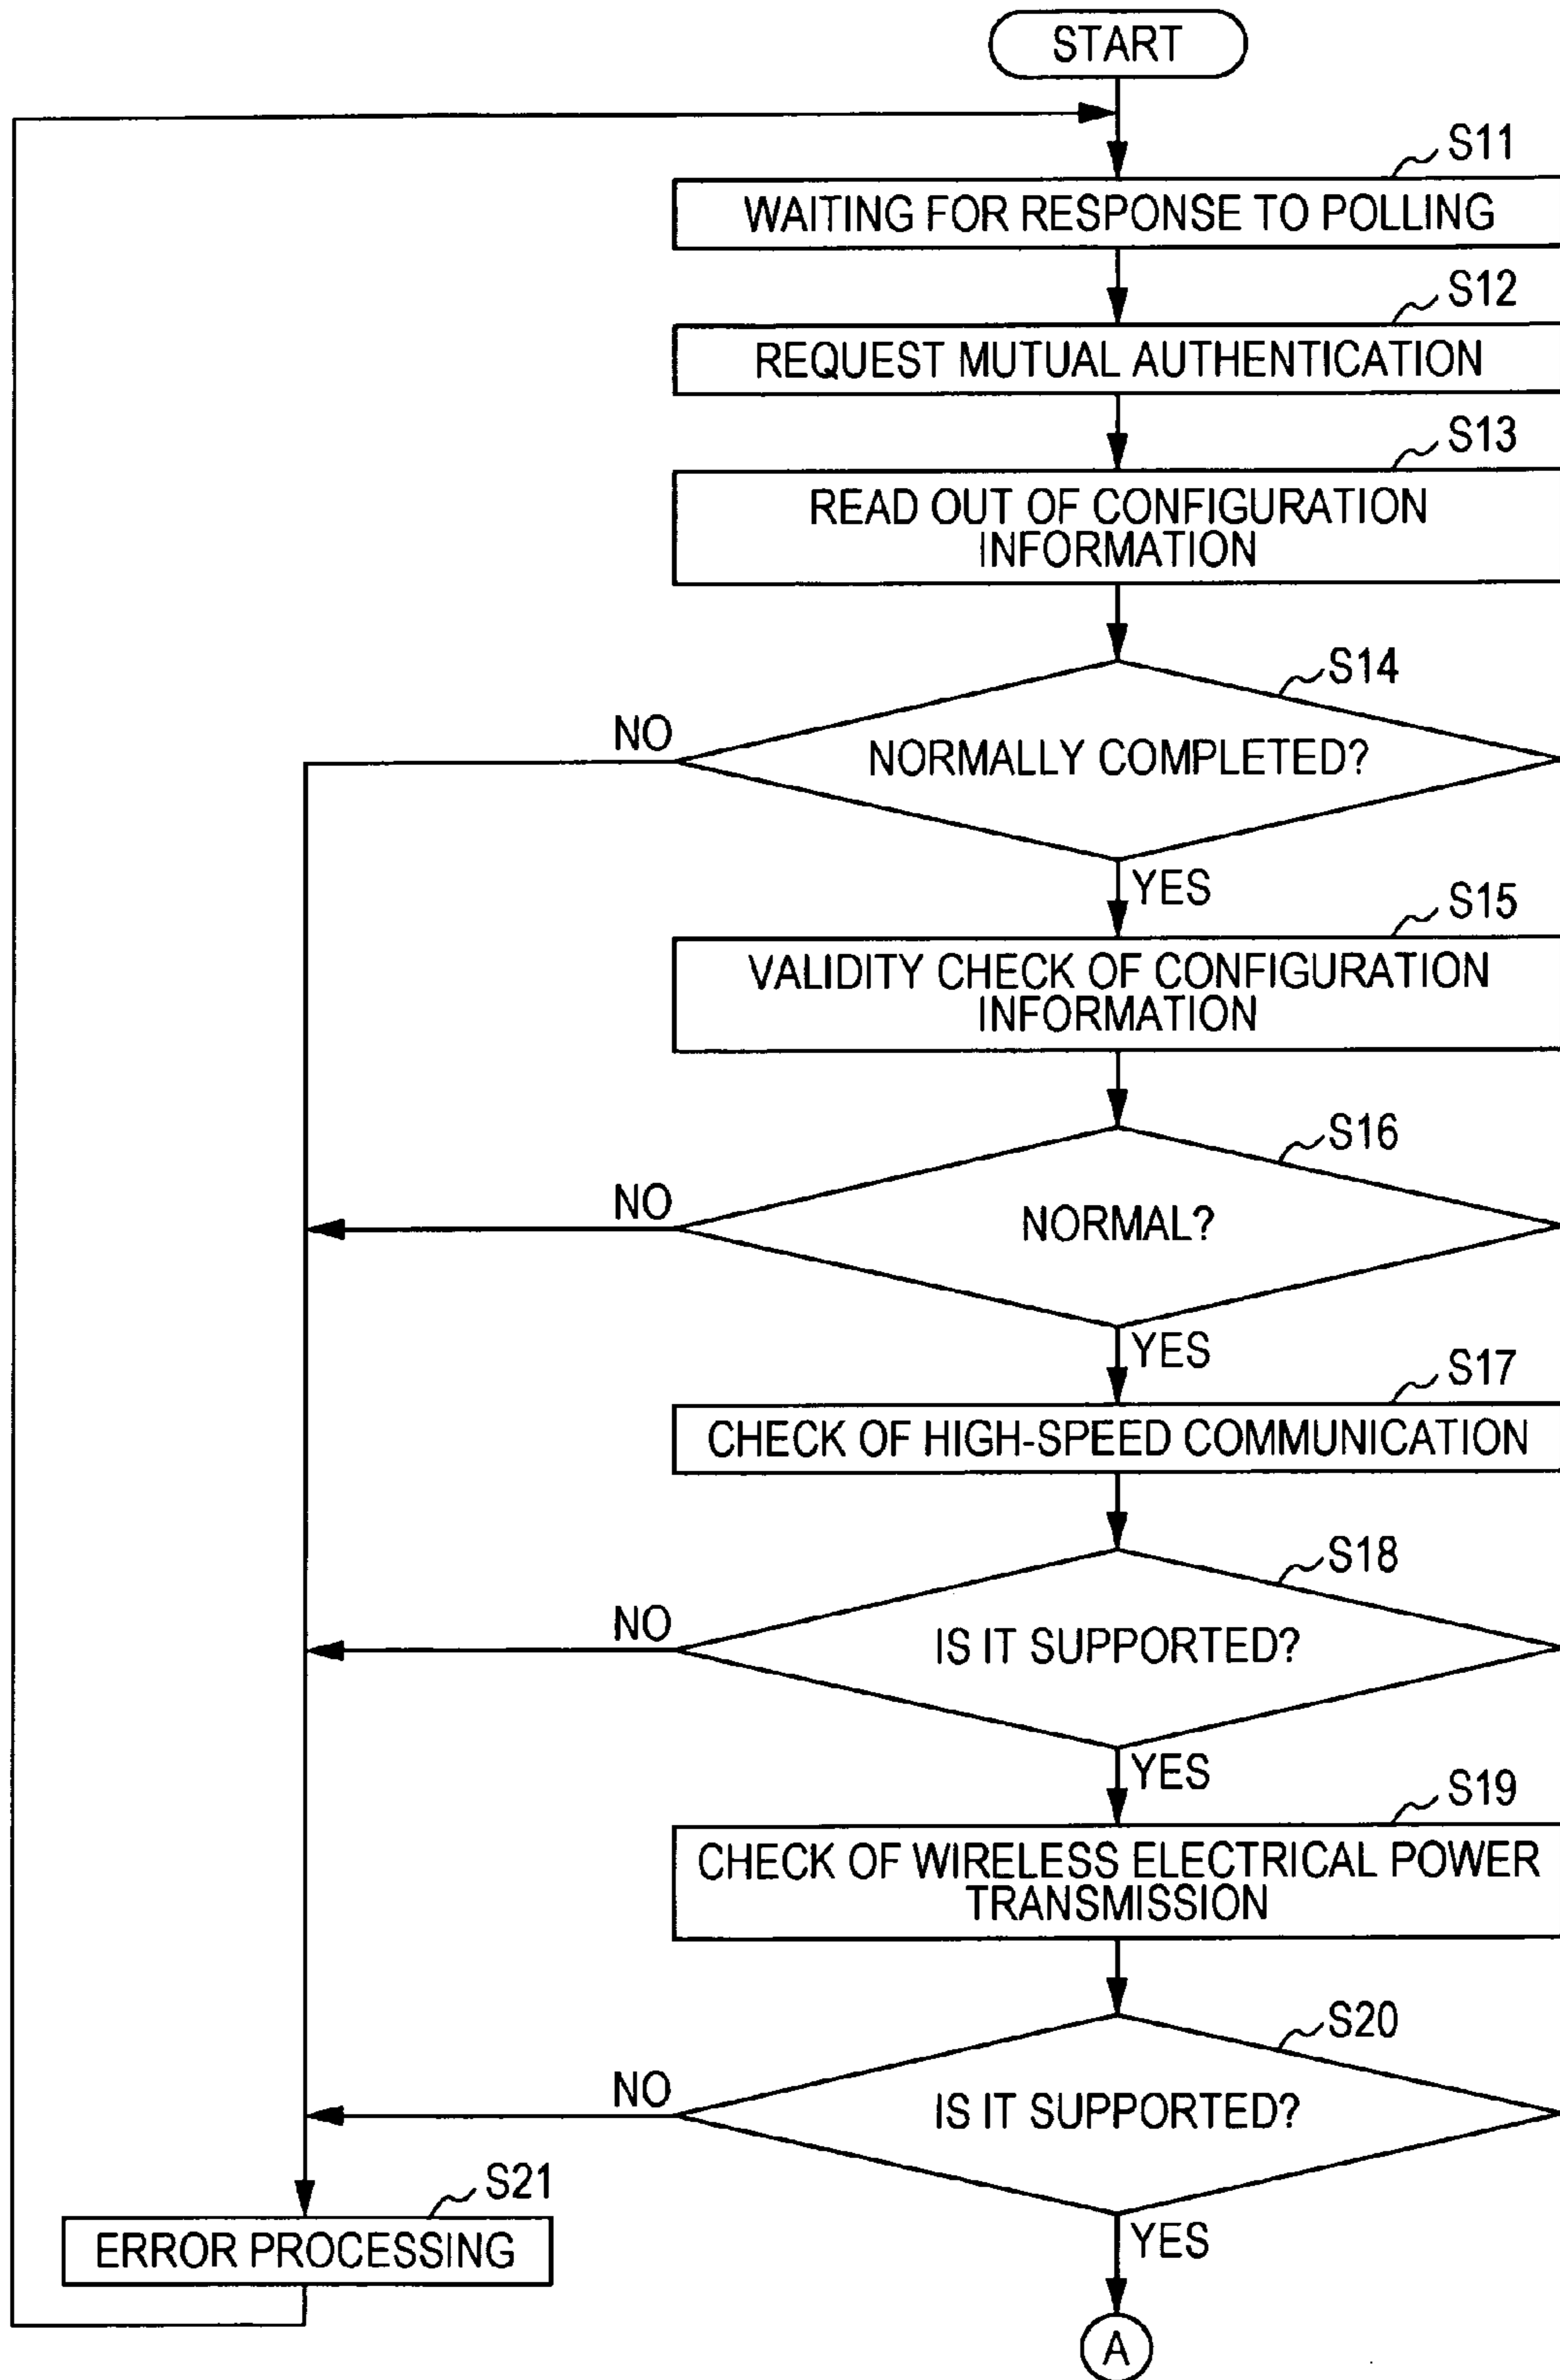 START
S11
WAITING FOR RESPONSE TO POLLING
S12
REQUEST MUTUAL AUTHENTICATION
S13
READ OUT OF CONFIGURATION
INFORMATION
S14
NO
NORMALLY COMPLETED?
YES
S15
VALIDITY CHECK OF CONFIGURATION
INFORMATION
S16
NO
NORMAL?
YES
S17
CHECK OF HIGH-SPEED COMMUNICATION
S18
NO
IS IT SUPPORTED?
YES
S19
CHECK OF WIRELESS ELECTRICAL POWER
TRANSMISSION
S20
NO
IS IT SUPPORTED?
S21
ERROR PROCESSING
YES
A